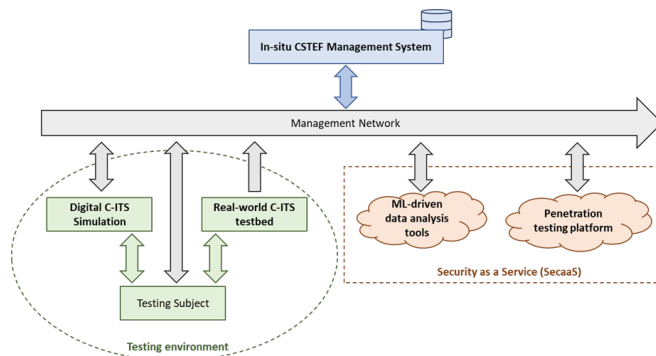 In-situ CSTEF Management System
Management Network
Digital C-ITS
Simulation
Real-world C-ITS
testbed
ML-driven
data analysis
tools
Penetration
testing platform
Testing Subject
Security as a Service (SecaaS)
Testing environment